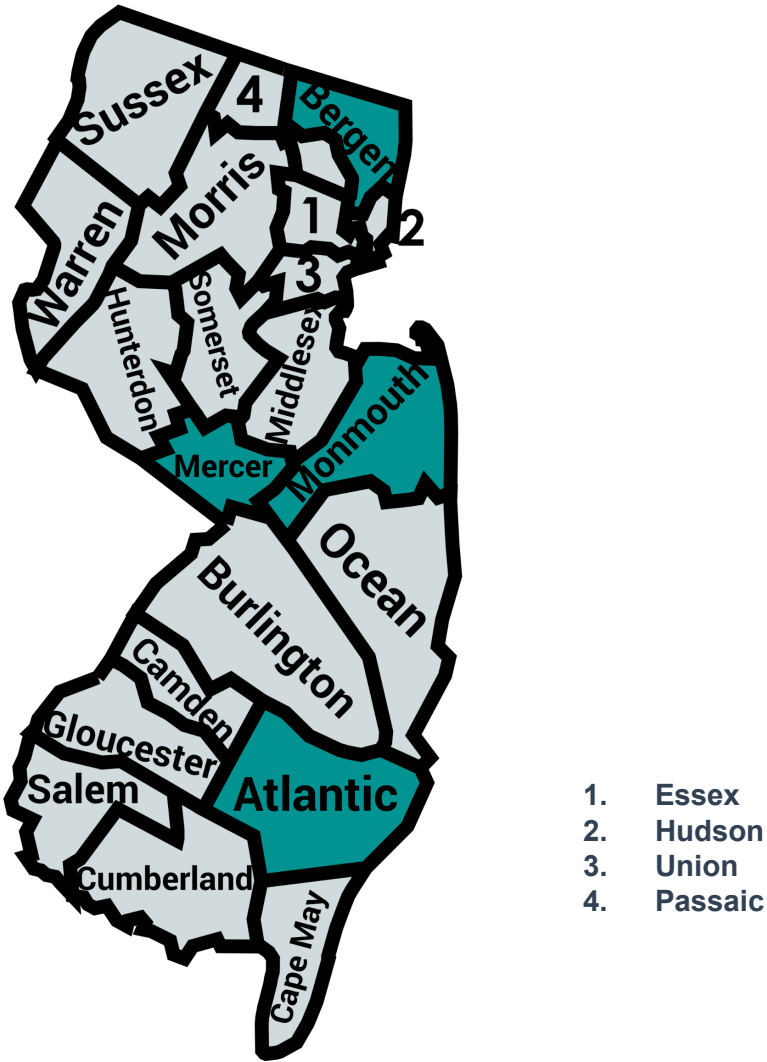 Sussex
4
Bergen
Morris
1
2
Warren
3
Hunterdon
Somerset
Middlesex
Monmouth
Mercer
Ocean
Burlington
Camden
Gloucester
Salem
Atlantic
Cumberland
Cape May
1. Essex
2. Hudson
3. Union
4. Passaic